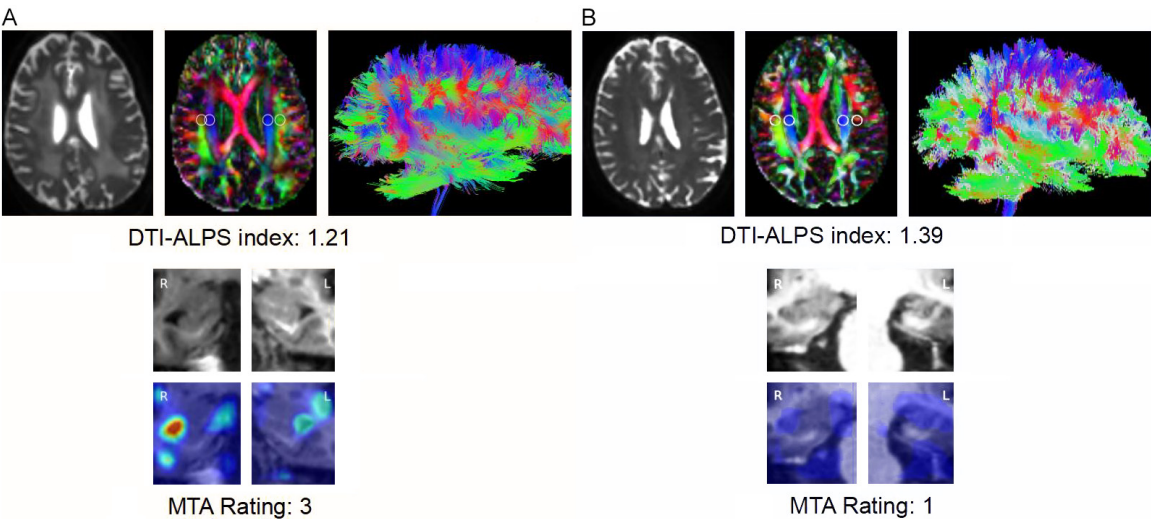 A
B
DTI-ALPS index: 1.21
DTI-ALPS index: 1.39
R
L
R
L
R
L
R
L
MTA Rating: 3
MTA Rating: 1